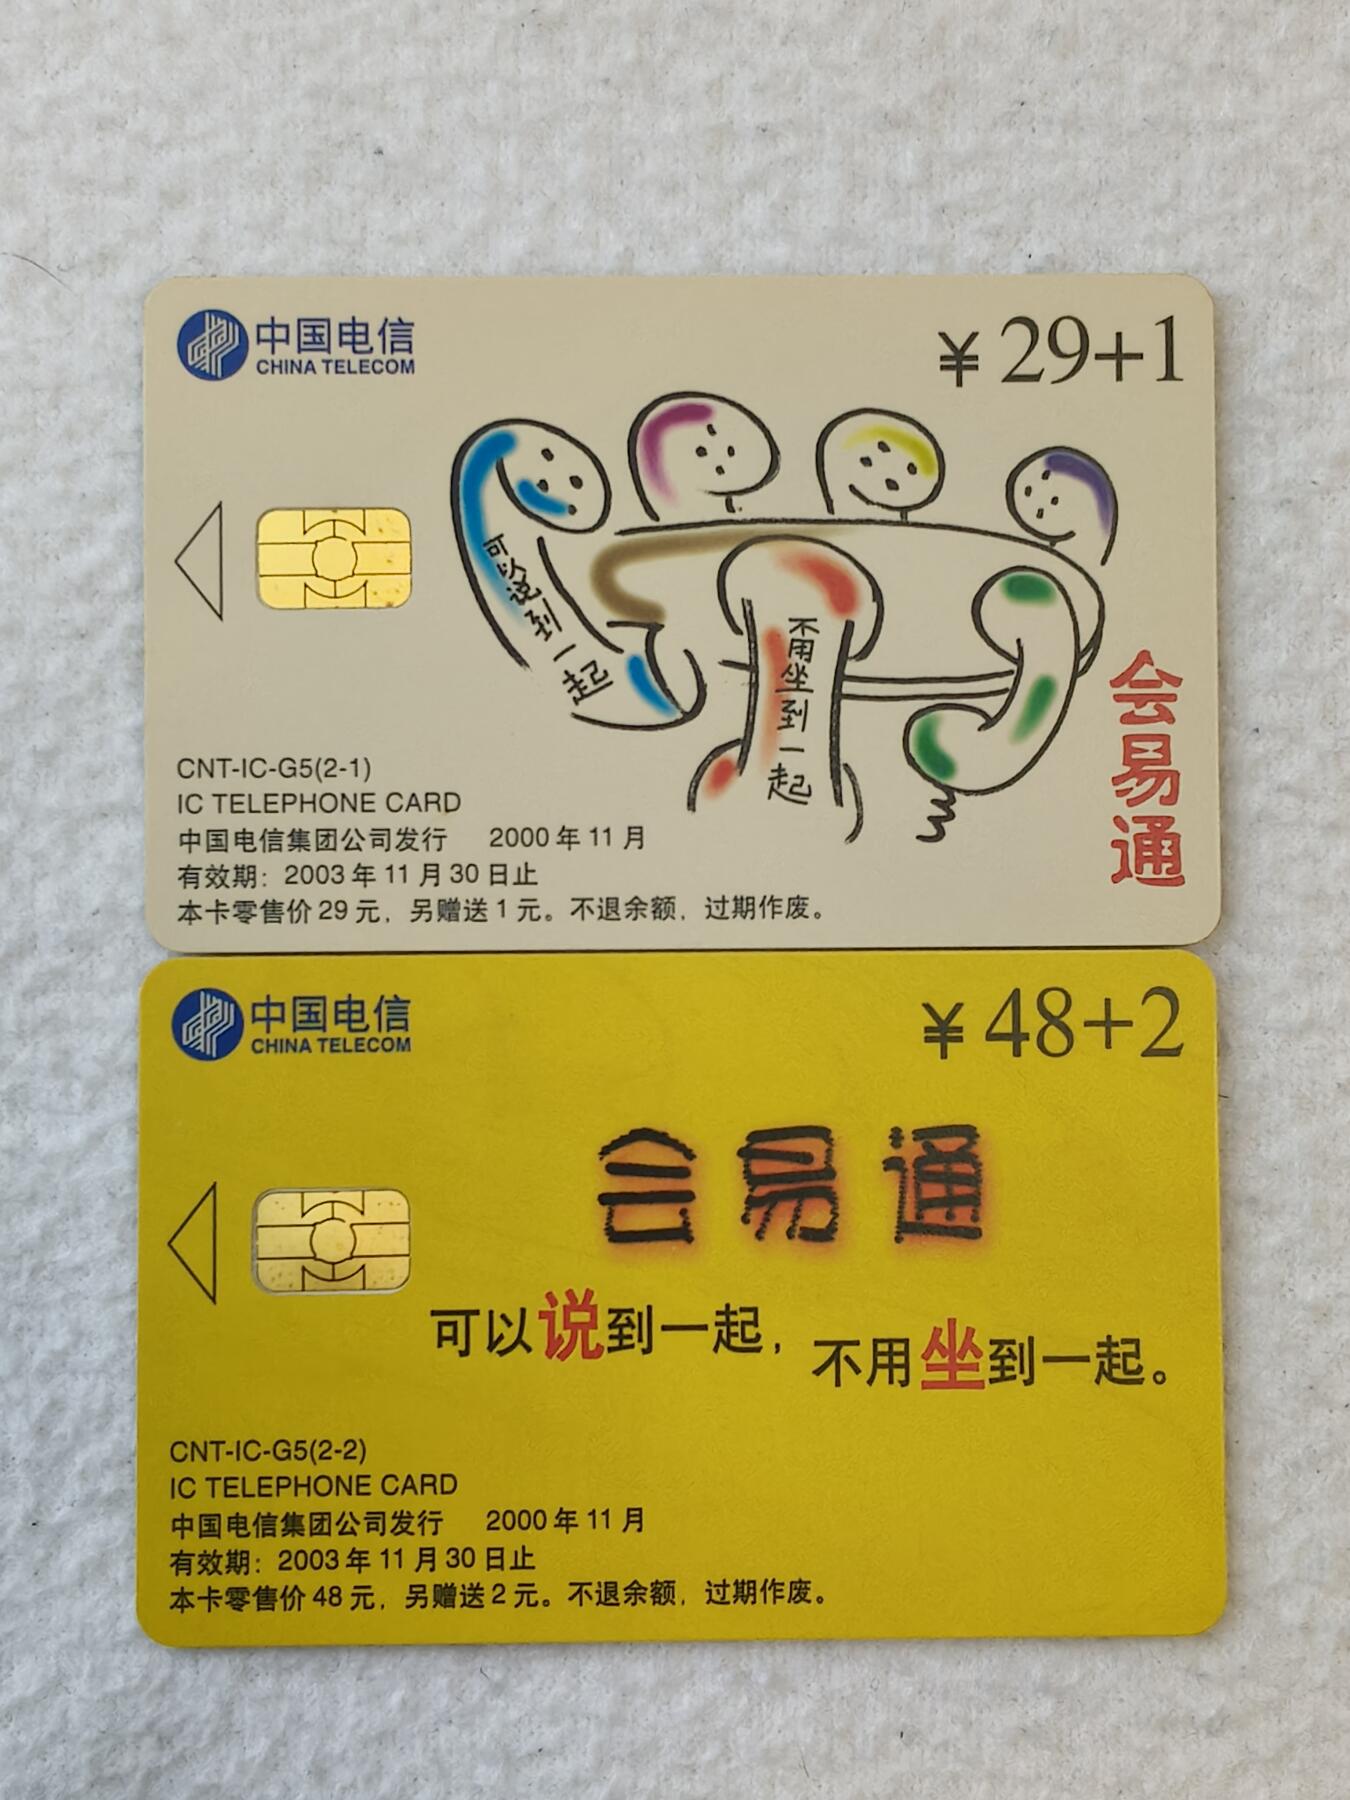 中国电信
CHINA TELECOM
¥29+1
可以说到一起
不用坐到一起
会易通
CNT-IC-G5(2-1)
IC TELEPHONE CARD
中国电信集团公司发行 2000年11月
有效期：2003年11月30日止
本卡零售价29元，另赠送1元。不退余额，过期作废。
中国电信
CHINA TELECOM
¥48+2
会易通
可以说到一起，
不用坐到一起。
CNT-IC-G5(2-2)
IC TELEPHONE CARD
中国电信集团公司发行 2000年11月
有效期：2003年11月30日止
本卡零售价48元，另赠送2元。不退余额，过期作废。